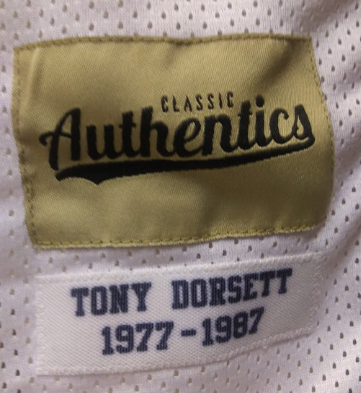 CLASSIC
Authentics
TONY DORSETT
1977-1987